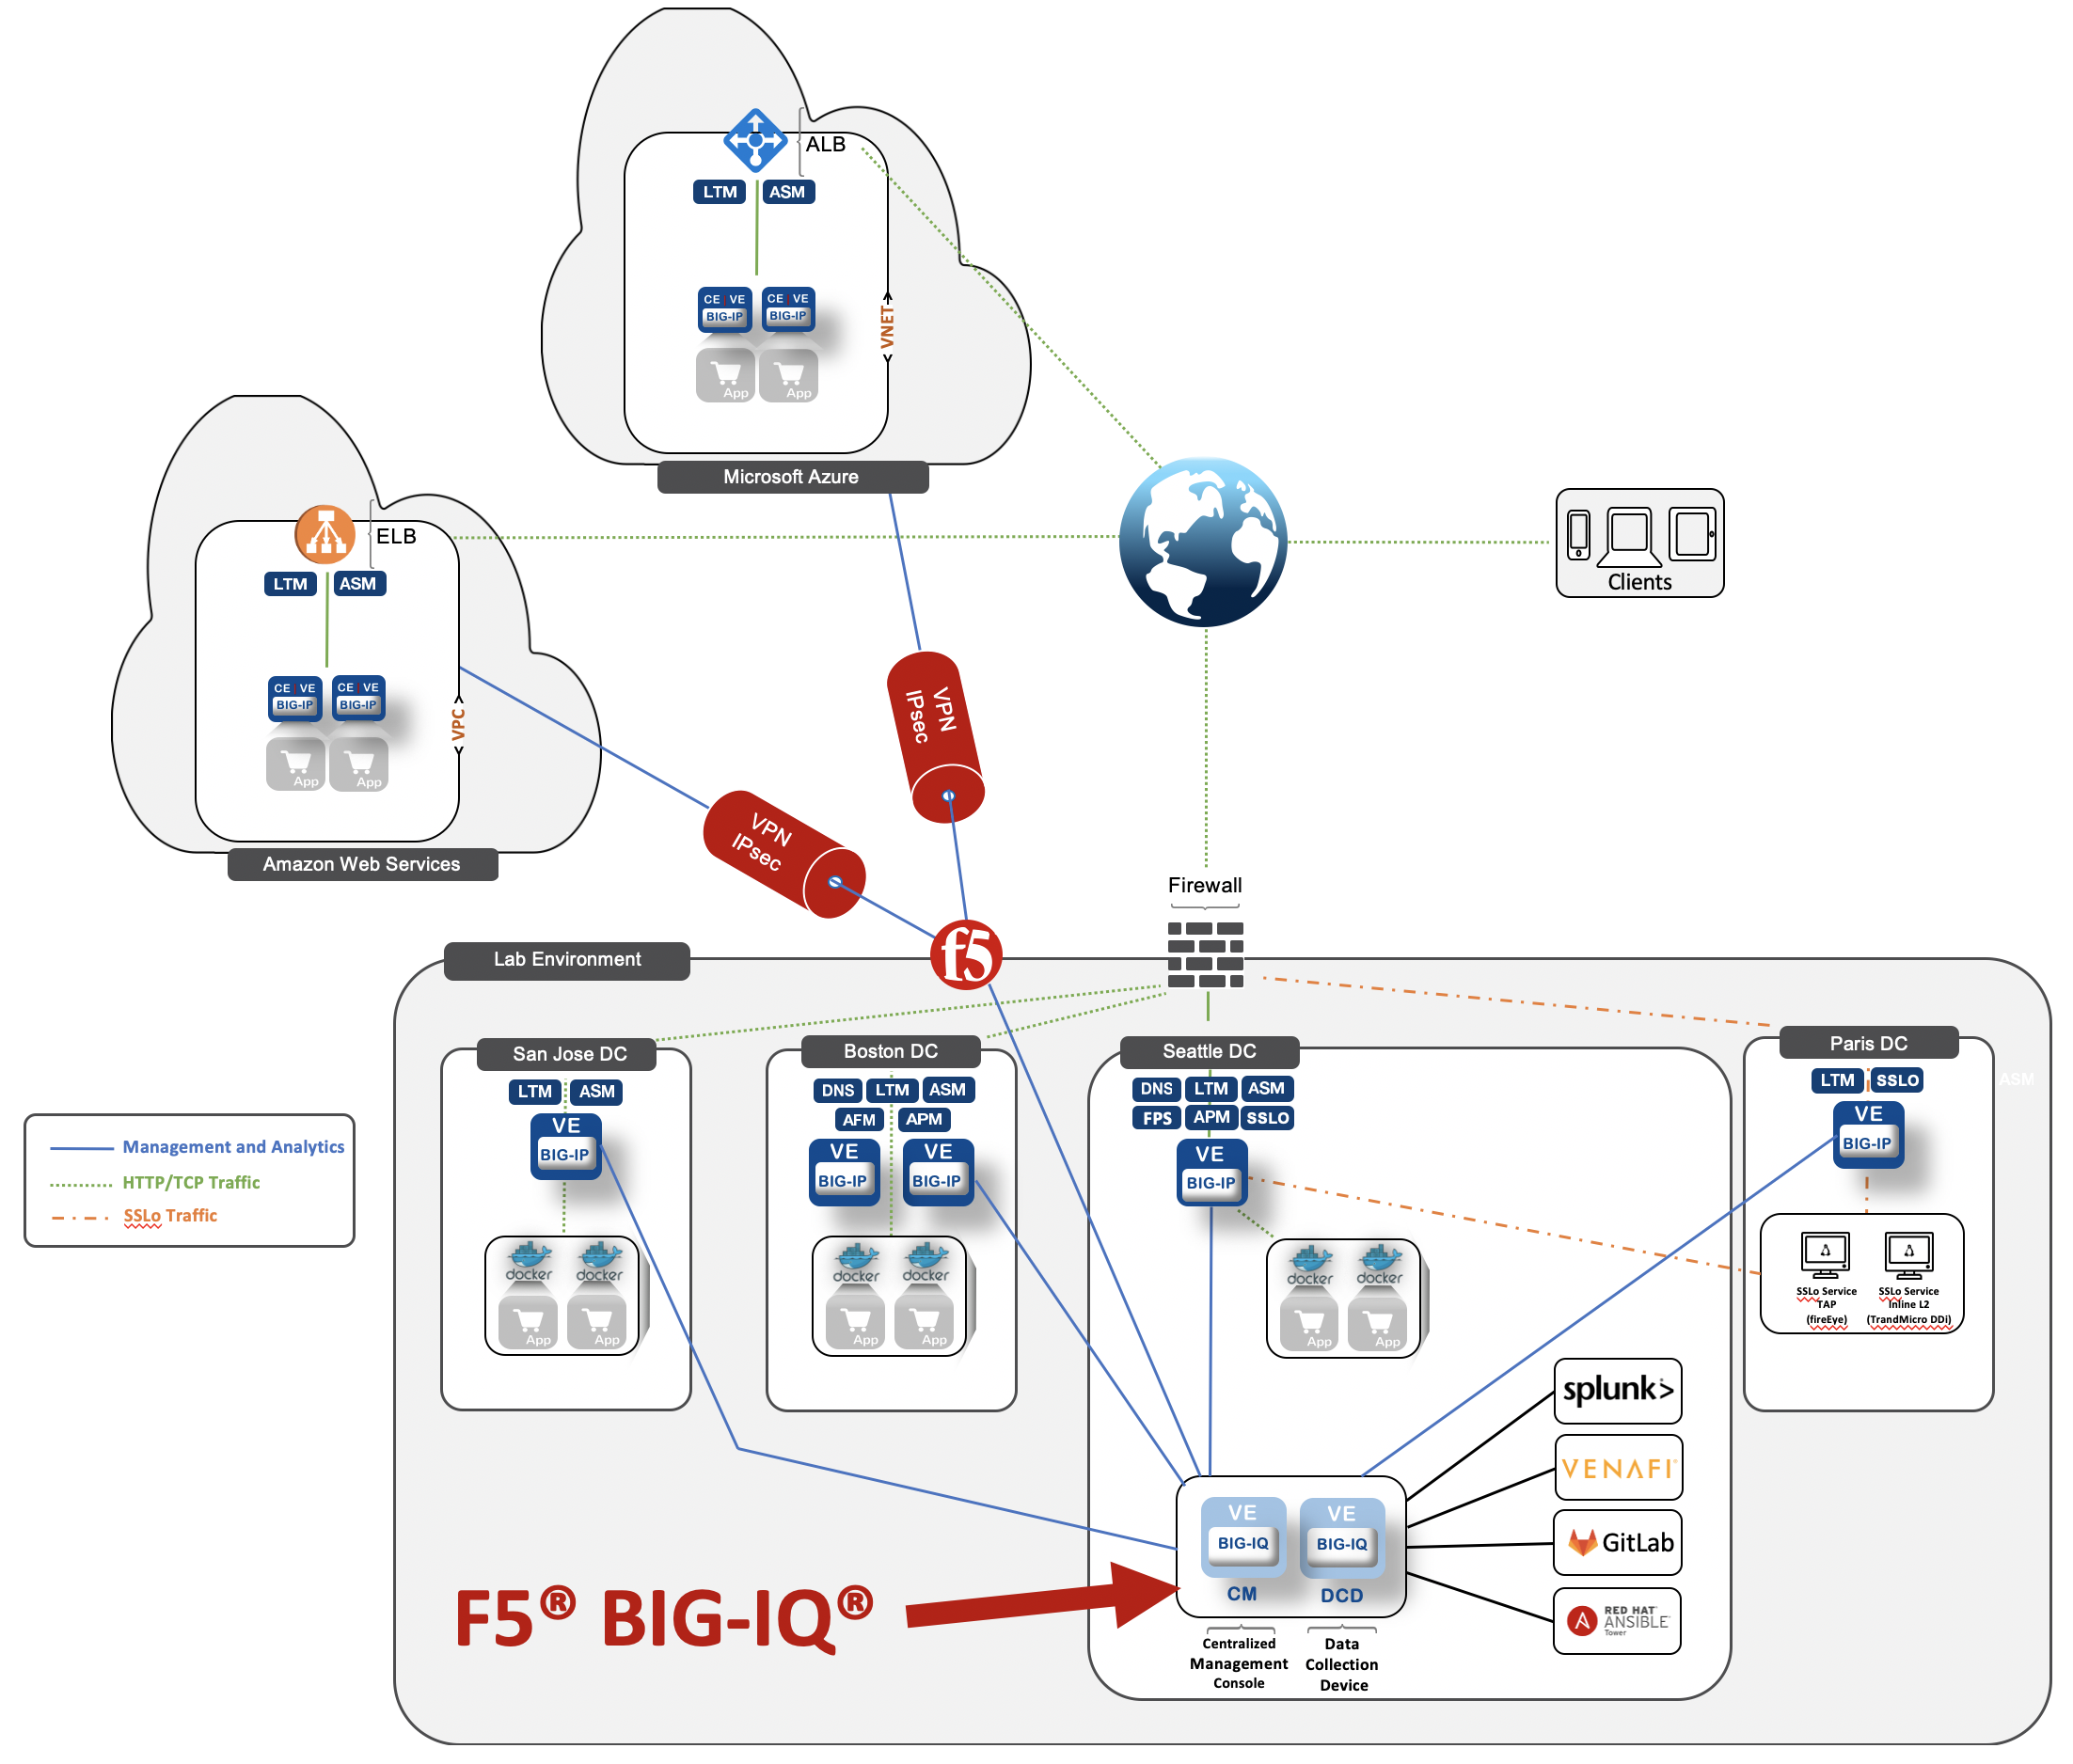 ALB
LTM
ASM
CE | VE
BIG-IP
CE | VE
BIG-IP
App
App
VNET
Microsoft Azure
ELB
LTM
ASM
CE | VE
BIG-IP
CE | VE
BIG-IP
App
App
VPC
Amazon Web Services
Clients
VPN
IPsec
VPN
IPsec
Firewall
f5
Lab Environment
San Jose DC
LTM
ASM
VE
BIG-IP
docker
docker
App
App
Boston DC
DNS
LTM
ASM
AFM
APM
VE
BIG-IP
VE
BIG-IP
docker
docker
App
App
Seattle DC
DNS
LTM
ASM
FPS
APM
SSLO
VE
BIG-IP
docker
docker
App
App
Paris DC
LTM
SSLO
ASM
VE
BIG-IP
SSLo Service
TAP
(fireEye)
SSLo Service
Inline L2
(TrandMicro DDi)
Management and Analytics
HTTP/TCP Traffic
SSLo Traffic
splunk>
VENAFI
GitLab
RED HAT
ANSIBLE
Tower
VE
BIG-IQ
CM
VE
BIG-IQ
DCD
Centralized
Management
Console
Data
Collection
Device
F5® BIG-IQ®